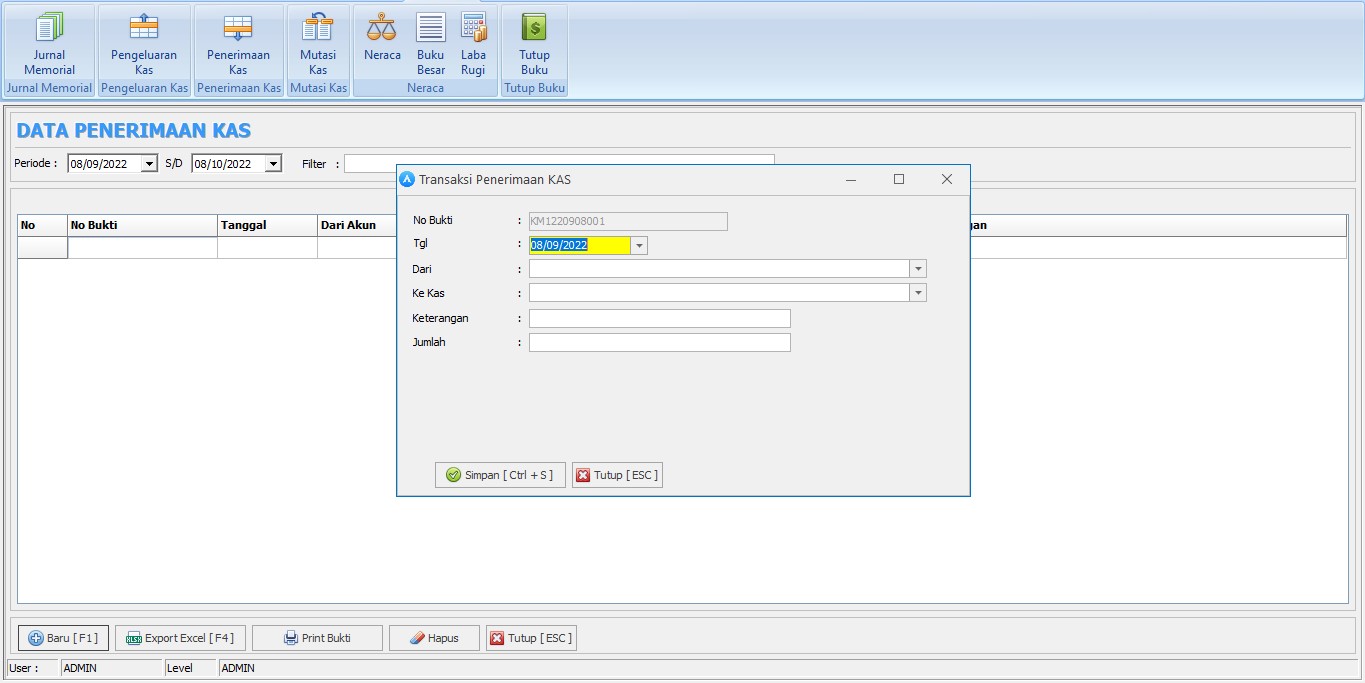 Jurnal Memorial
Pengeluaran Kas
Penerimaan Kas
Mutasi Kas
Neraca
Buku Besar
Laba Rugi
Tutup Buku
Jurnal Memorial
Pengeluaran Kas
Penerimaan Kas
Mutasi Kas
Neraca
Tutup Buku
DATA PENERIMAAN KAS
Periode : 08/09/2022 S/D 08/10/2022 Filter :
Transaksi Penerimaan KAS
No No Bukti Tanggal Dari Akun
No Bukti : KM1220908001
Tgl : 08/09/2022
Dari :
Ke Kas :
Keterangan :
Jumlah :
Simpan [ Ctrl + S ] Tutup [ ESC ]
Baru [ F1 ] Export Excel [ F4 ] Print Bukti Hapus Tutup [ ESC ]
User : ADMIN Level ADMIN